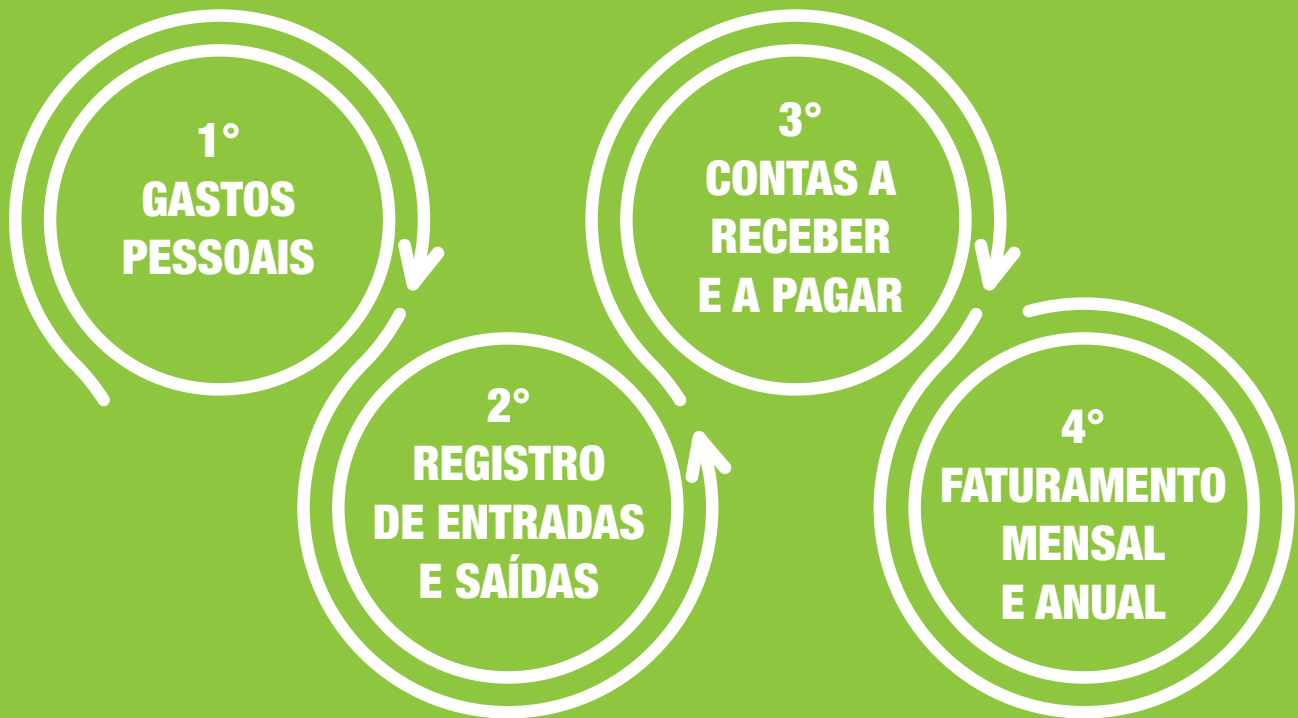 1°
GASTOS
PESSOAIS
2°
REGISTRO
DE ENTRADAS
E SAÍDAS
3°
CONTAS A
RECEBER
E A PAGAR
4°
FATURAMENTO
MENSAL
E ANUAL